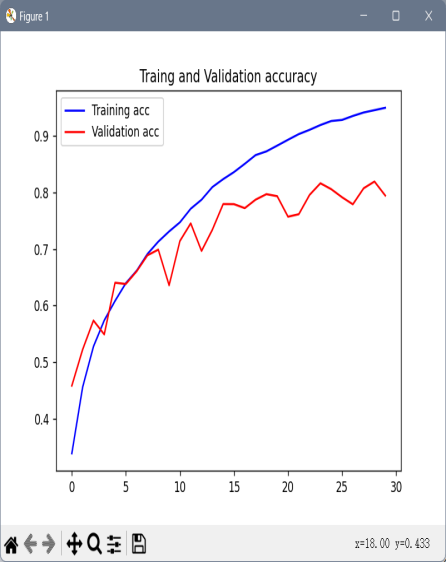 Figure 1
Traing and Validation accuracy
Training acc
Validation acc
0.9
0.8
0.7
0.6
0.5
0.4
0 5 10 15 20 25 30
x=18.00 y=0.433